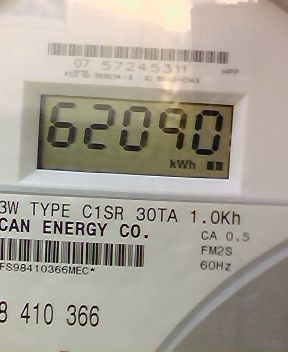 07 57245311
62090
kWh
3W TYPE C1SR 30TA 1.0Kh
CAN ENERGY CO.
CA 0.5
FM2S
60Hz
FS98410366MEC*
8 410 366